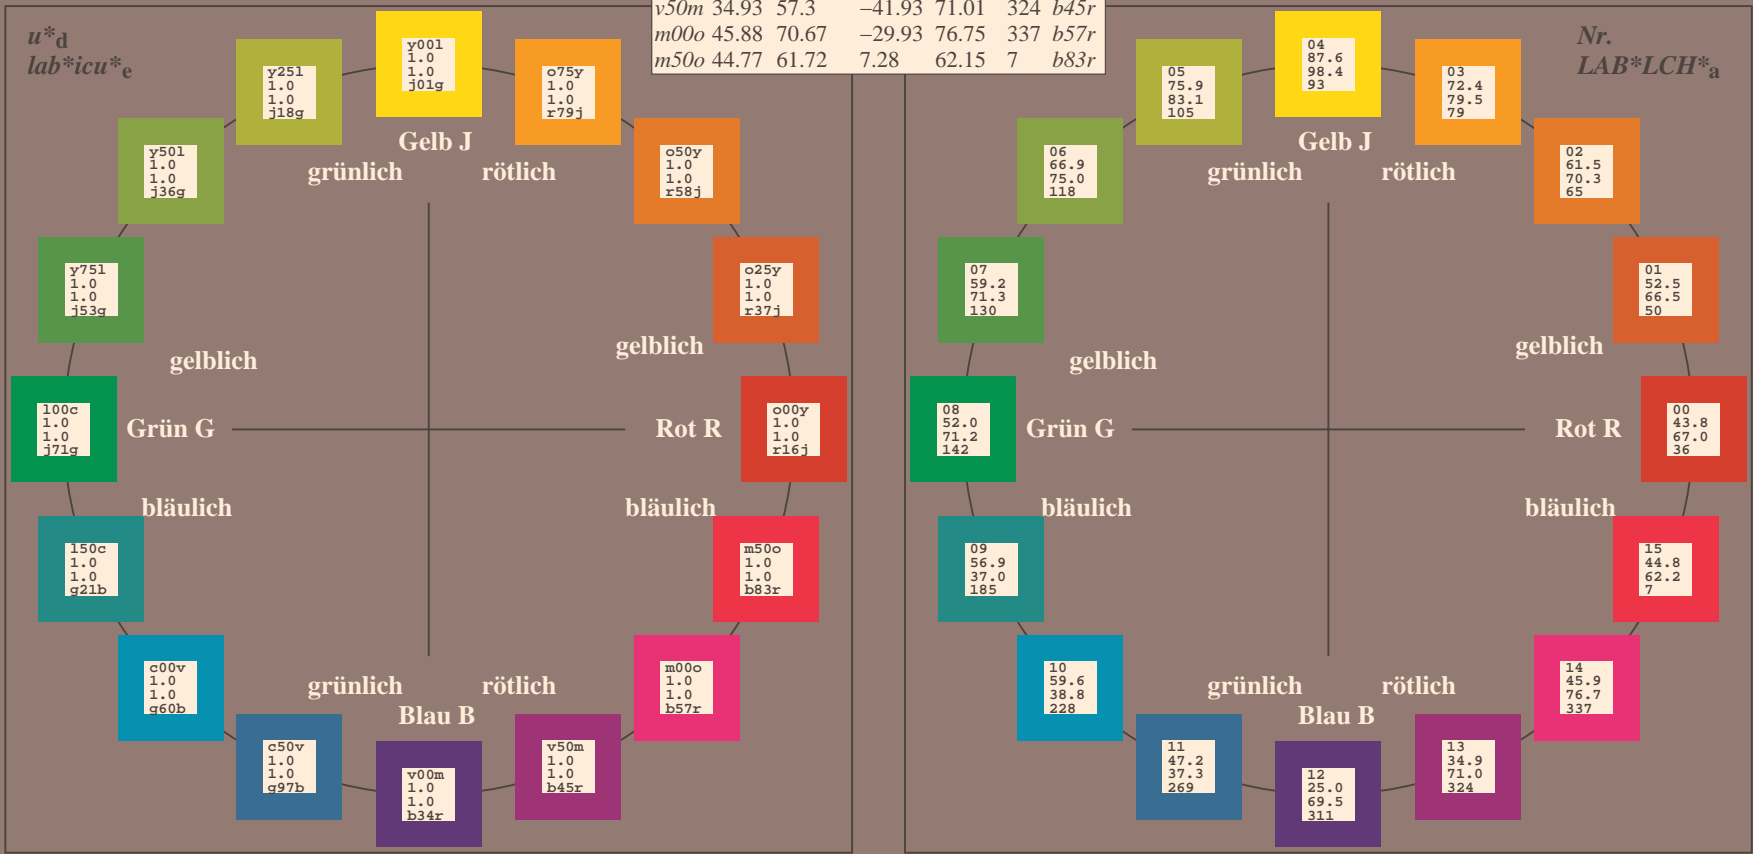 v50m 34.93 57.3 −41.93 71.01 324 b45r
m00o 45.88 70.67 −29.93 76.75 337 b57r
m50o 44.77 61.72 7.28 62.15 7 b83r
u*d
lab*icu*e
y00l
1.0
1.0
j01g
y25l
1.0
1.0
j18g
o75y
1.0
1.0
r79j
Gelb J
grünlich rötlich
y50l
1.0
1.0
j36g
o50y
1.0
1.0
r58j
y75l
1.0
1.0
j53g
o25y
1.0
1.0
r37j
gelblich
gelblich
l00c
1.0
1.0
j71g
Grün G
Rot R
o00y
1.0
1.0
r16j
bläulich
bläulich
l50c
1.0
1.0
g21b
m50o
1.0
1.0
b83r
c00v
1.0
1.0
g60b
grünlich rötlich
m00o
1.0
1.0
b57r
Blau B
c50v
1.0
1.0
g97b
v00m
1.0
1.0
b34r
v50m
1.0
1.0
b45r
Nr.
LAB*LCH*a
04
87.6
98.4
93
05
75.9
83.1
105
03
72.4
79.5
79
Gelb J
grünlich rötlich
06
66.9
75.0
118
02
61.5
70.3
65
07
59.2
71.3
130
01
52.5
66.5
50
gelblich
gelblich
08
52.0
71.2
142
Grün G
Rot R
00
43.8
67.0
36
bläulich
bläulich
09
56.9
37.0
185
15
44.8
62.2
7
10
59.6
38.8
228
grünlich rötlich
14
45.9
76.7
337
Blau B
11
47.2
37.3
269
12
25.0
69.5
311
13
34.9
71.0
324